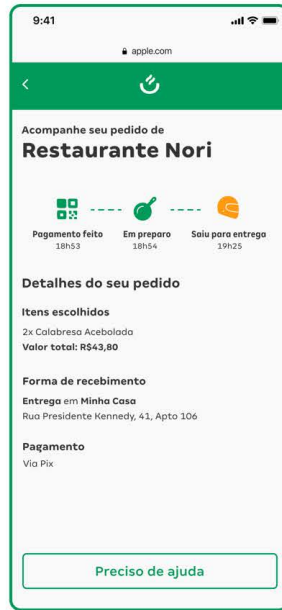 9:41
apple.com
Acompanhe seu pedido de
Restaurante Nori
Pagamento feito
18h53
Em preparo
18h54
Saiu para entrega
19h25
Detalhes do seu pedido
Itens escolhidos
2x Calabresa Acebolada
Valor total: R$43,80
Forma de recebimento
Entrega em Minha Casa
Rua Presidente Kennedy, 41, Apto 106
Pagamento
Via Pix
Preciso de ajuda